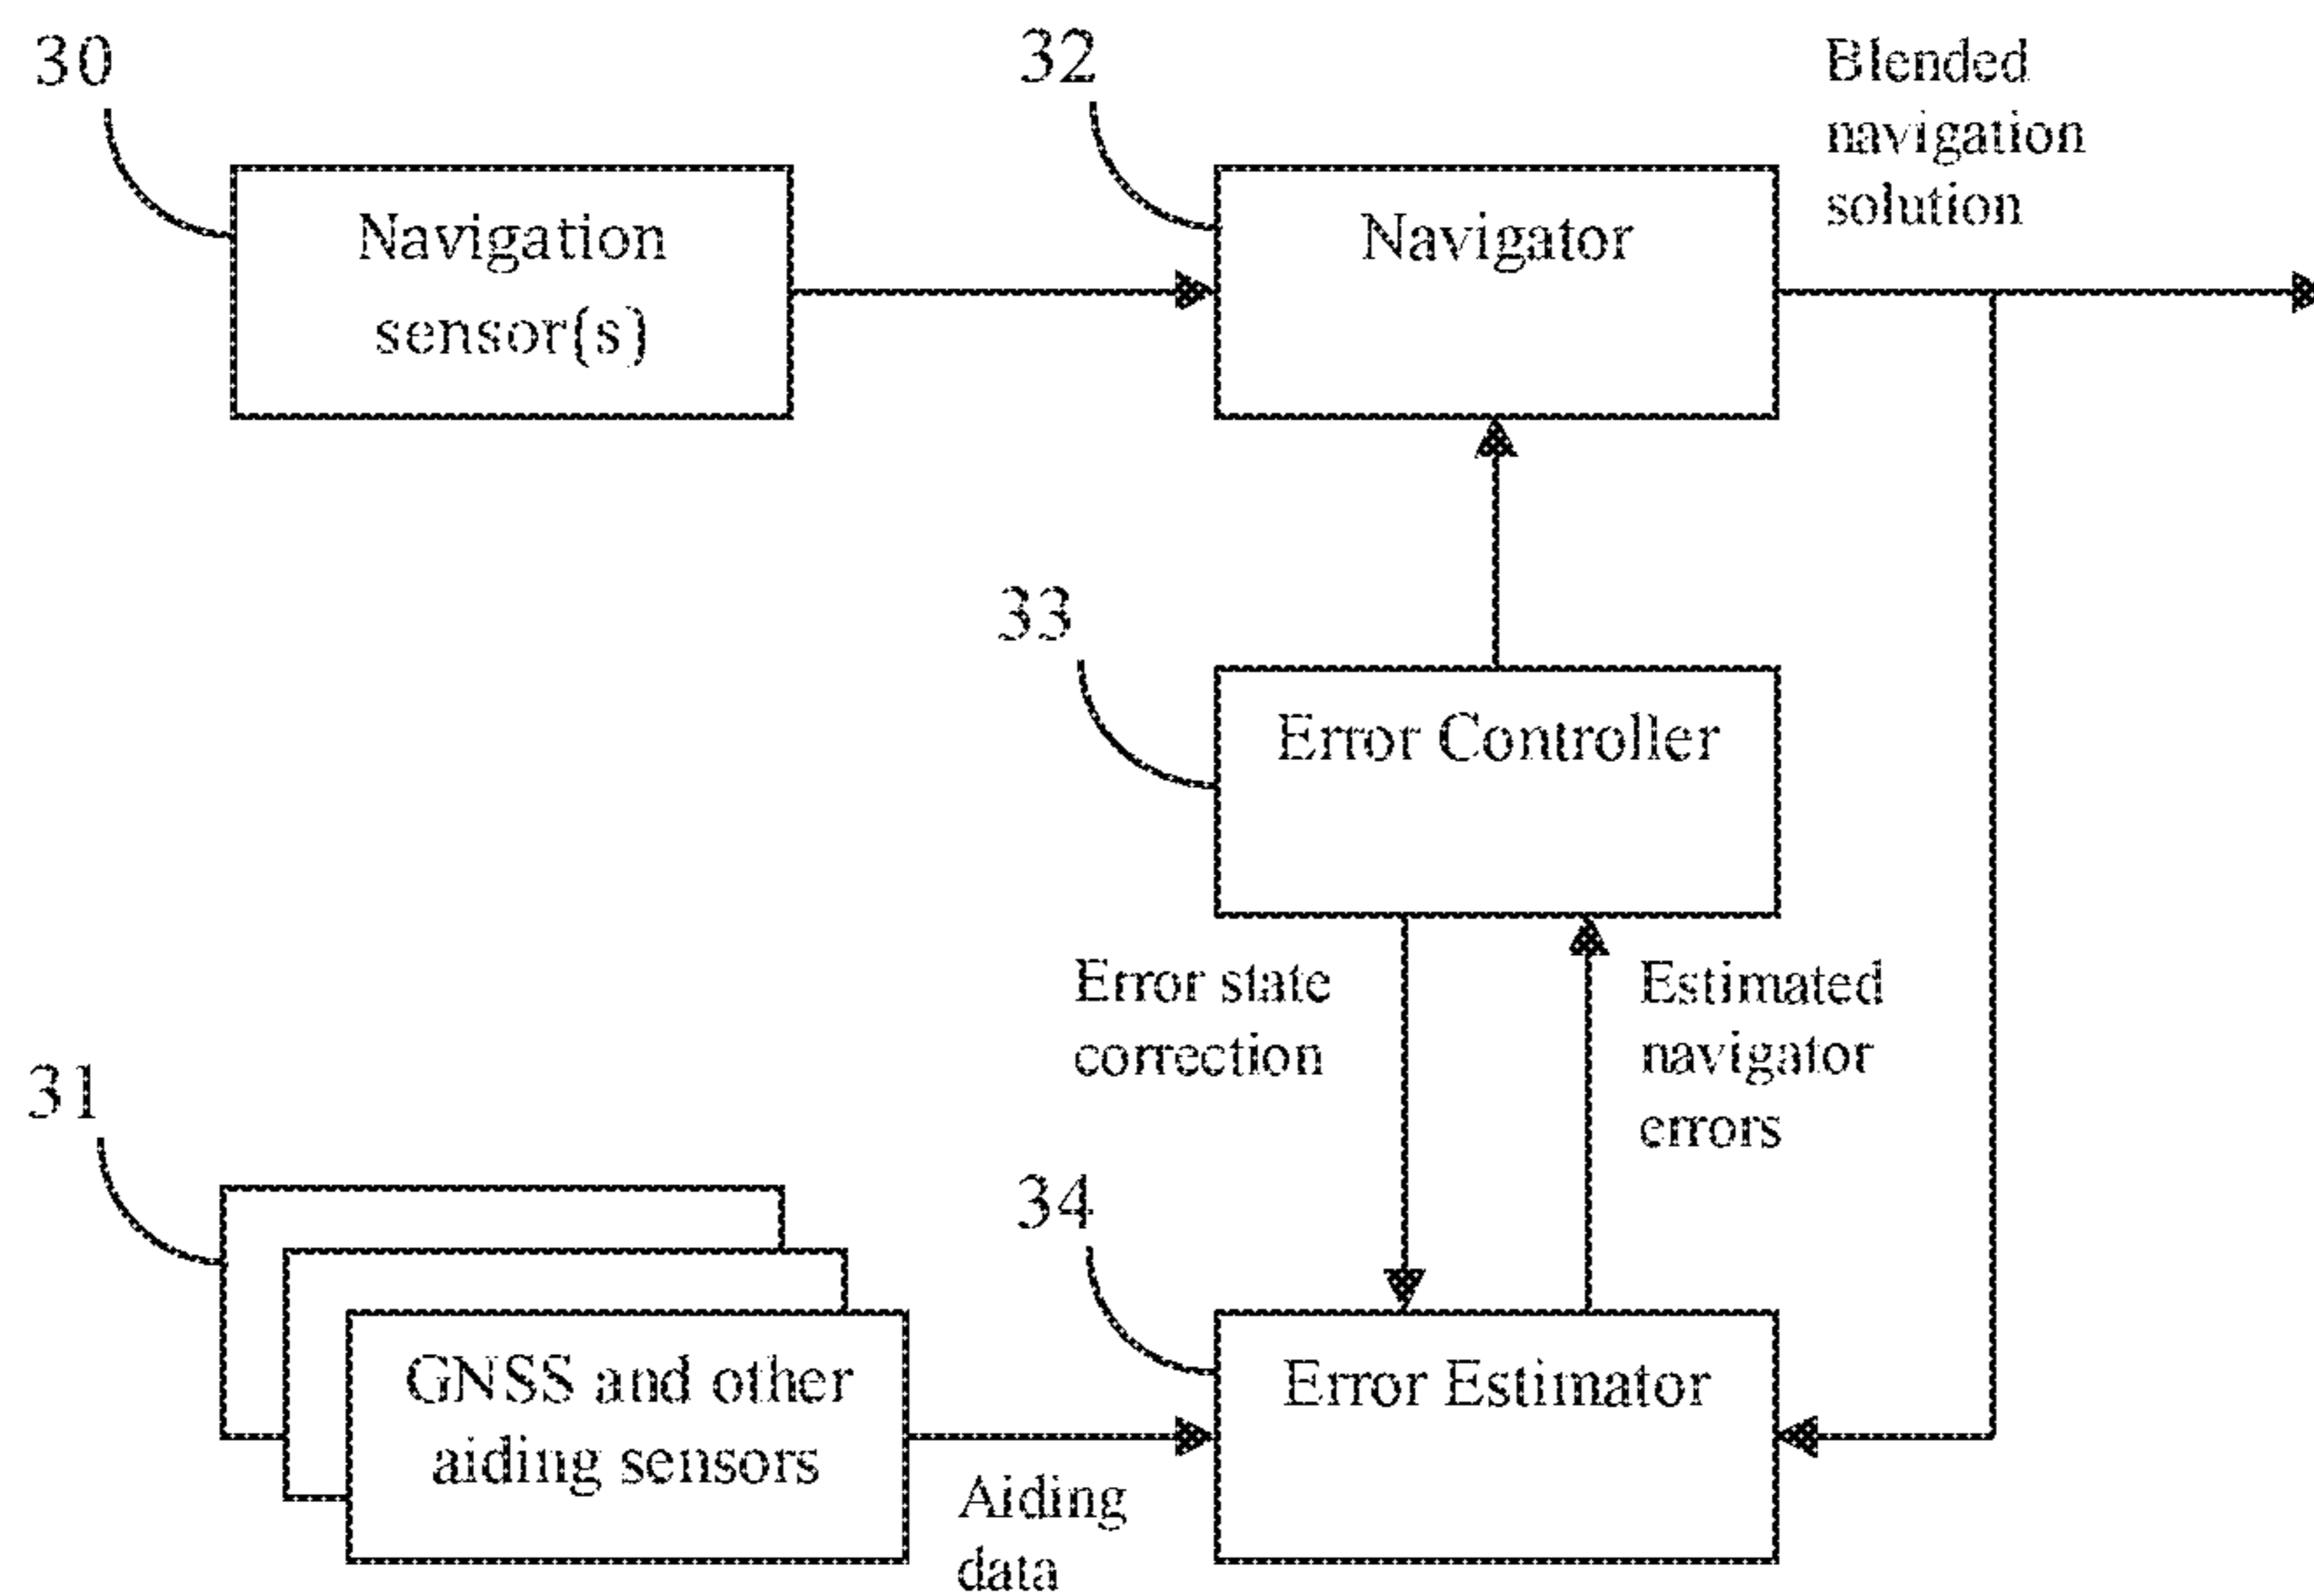 30
32
Blended
navigation
solution
Navigation
sensor(s)
Navigator
33
Error Controller
Error state
correction
Estimated
navigator
errors
31
34
GNSS and other
aiding sensors
Error Estimator
Aiding
data